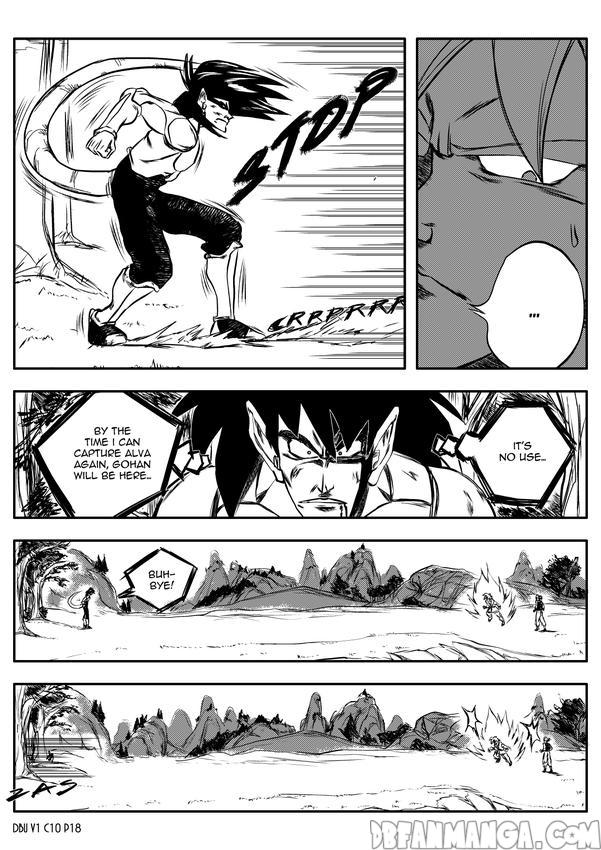 STOP
CRRDRRR
...
IT'S
NO USE..
BY THE
TIME I CAN
CAPTURE ALVA
AGAIN, GOHAN
WILL BE HERE..
BUH-
BYE!
ZAS
DBU V1 C10 P18
DBFANMANGA.COM